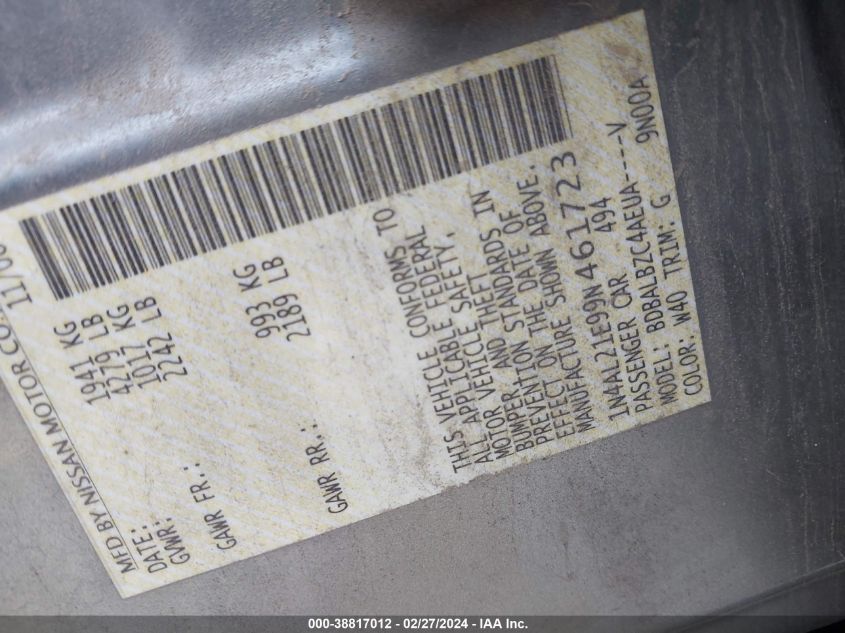 MFD BY NISSAN MOTOR CO.
DATE: 11/08
GVWR: 1941 KG
4279 LB
GAWR FR.: 1017 KG
2242 LB
GAWR RR.: 993 KG
2189 LB
THIS VEHICLE CONFORMS TO
ALL APPLICABLE FEDERAL
MOTOR VEHICLE SAFETY,
BUMPER, AND THEFT
PREVENTION STANDARDS IN
EFFECT ON THE DATE OF
MANUFACTURE SHOWN ABOVE.
1N4AL21E99N461723
PASSENGER CAR 494
MODEL: BDBALBZC4AEUA----V
COLOR: W40 TRIM: G 9N00A
000-38817012 - 02/27/2024 - IAA Inc.